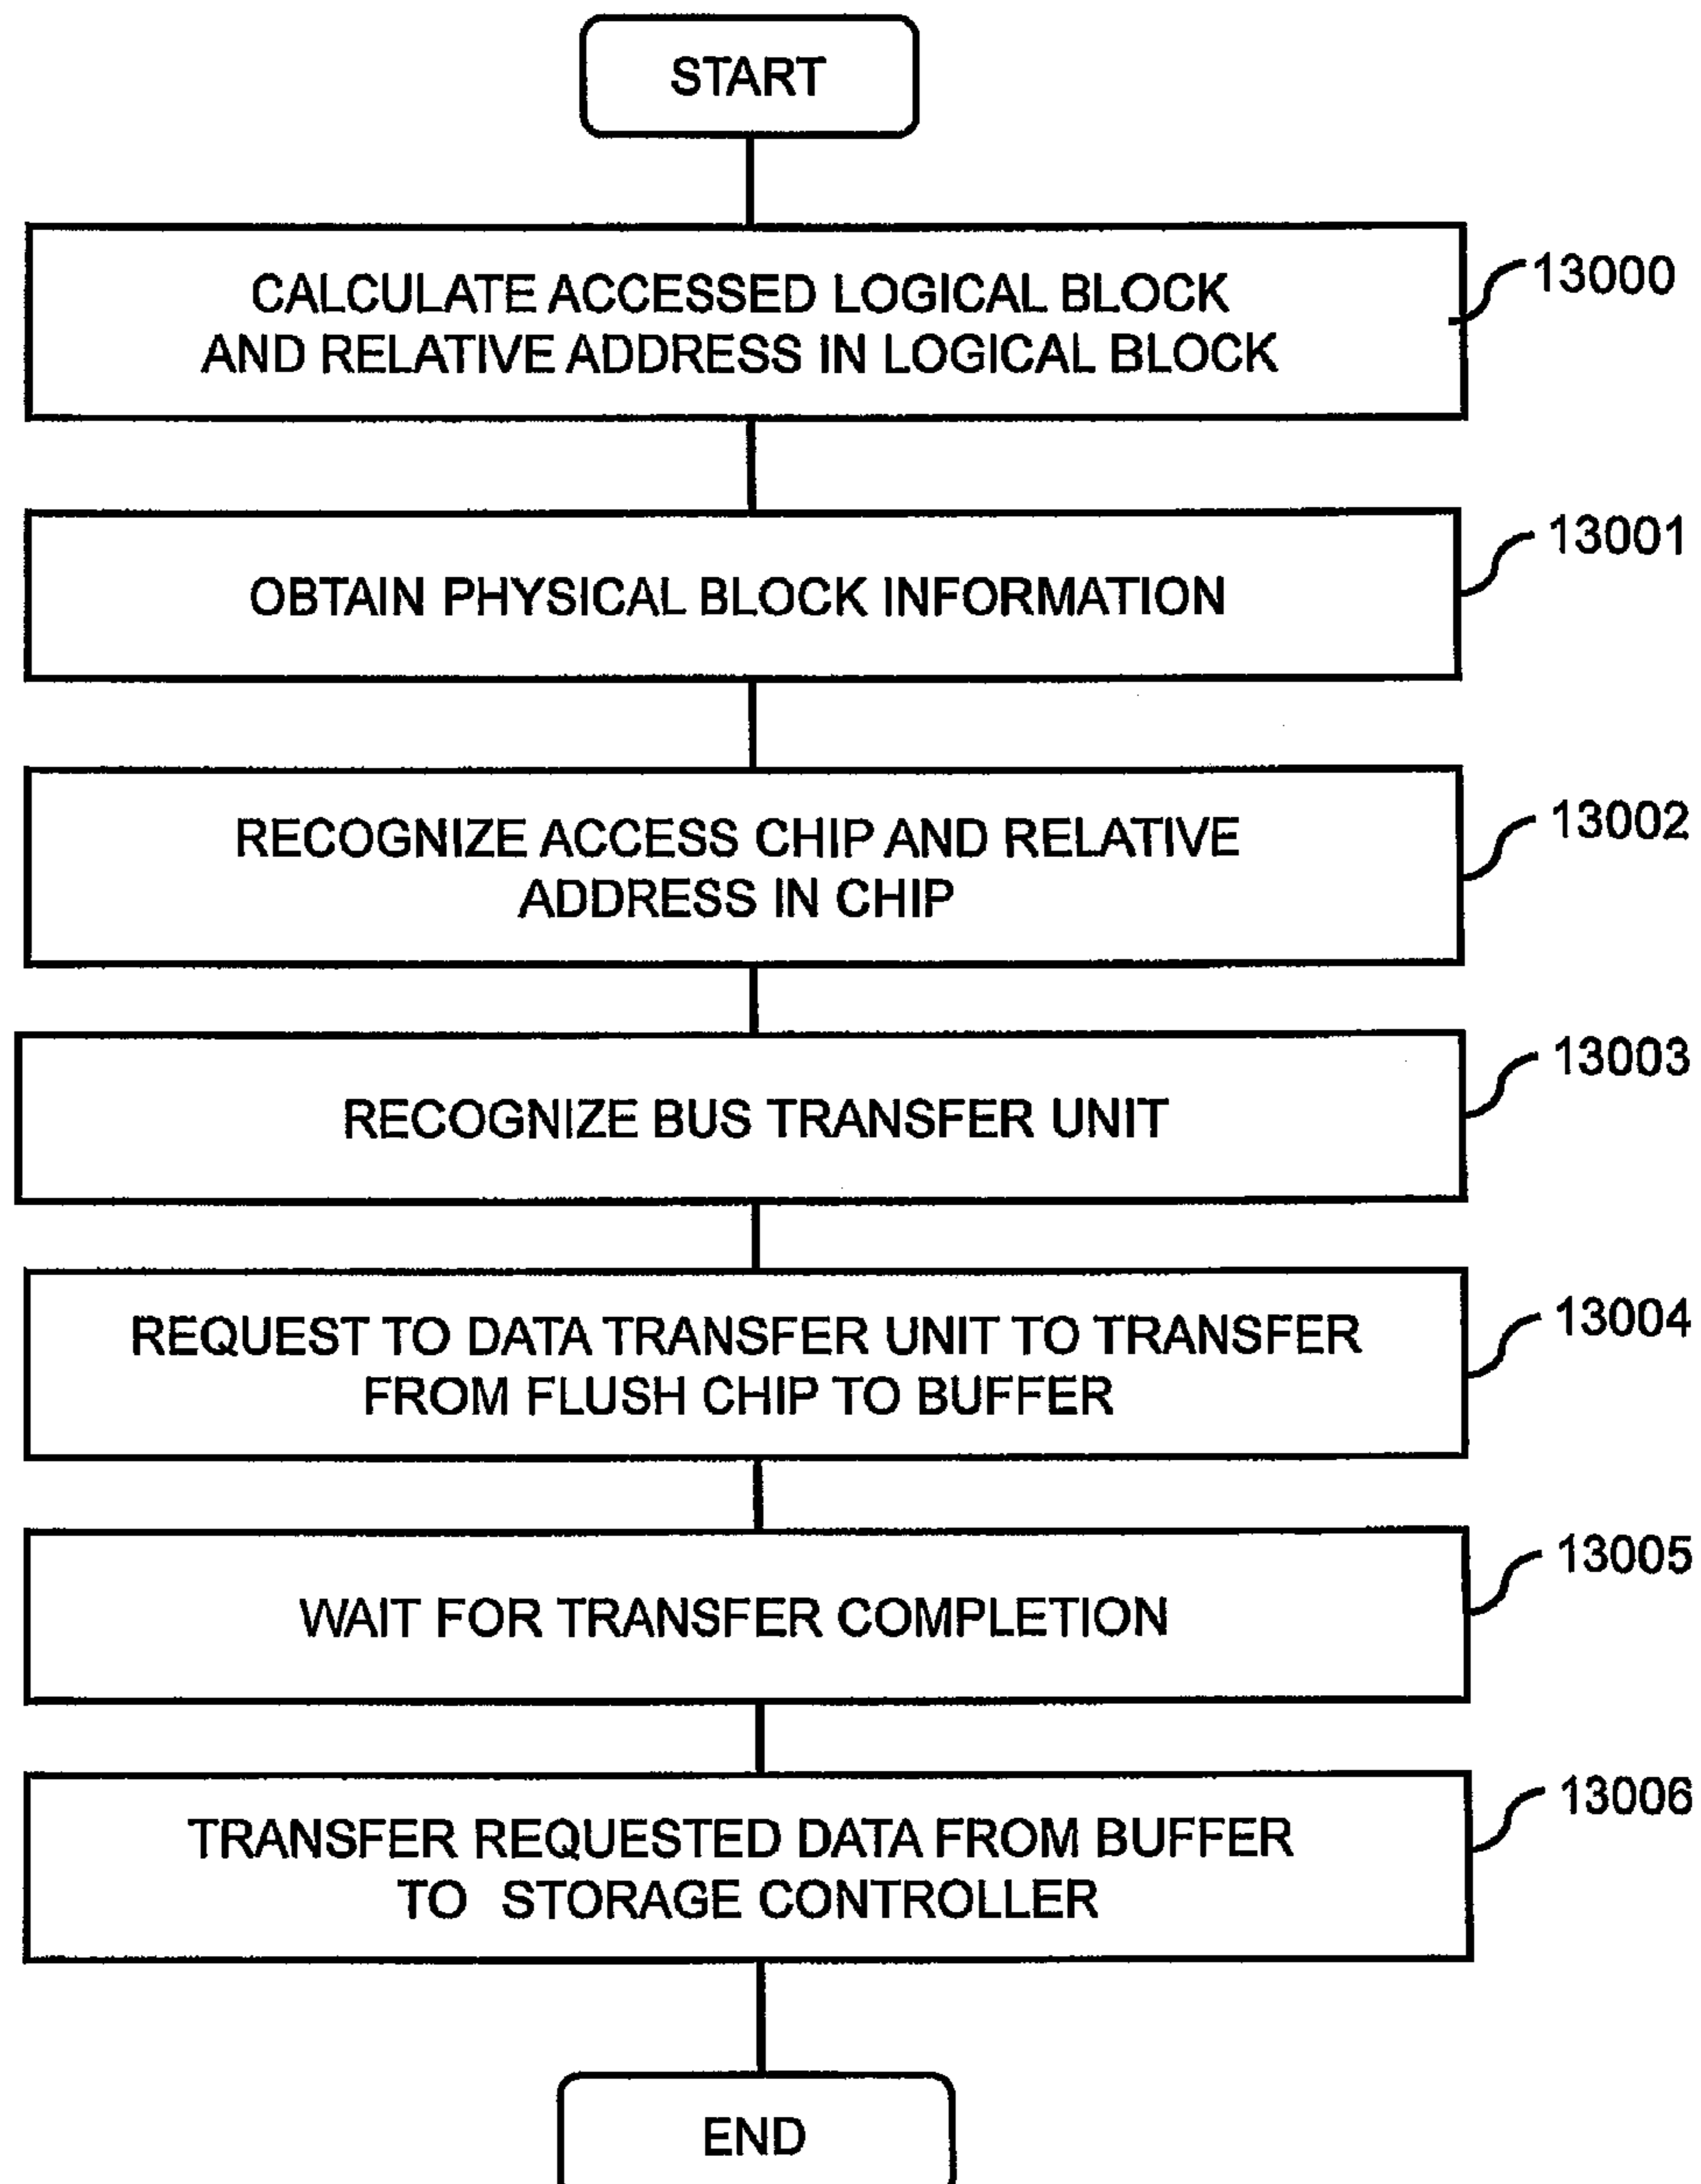 START
CALCULATE ACCESSED LOGICAL BLOCK
AND RELATIVE ADDRESS IN LOGICAL BLOCK
13000
OBTAIN PHYSICAL BLOCK INFORMATION
13001
RECOGNIZE ACCESS CHIP AND RELATIVE
ADDRESS IN CHIP
13002
RECOGNIZE BUS TRANSFER UNIT
13003
REQUEST TO DATA TRANSFER UNIT TO TRANSFER
FROM FLUSH CHIP TO BUFFER
13004
WAIT FOR TRANSFER COMPLETION
13005
TRANSFER REQUESTED DATA FROM BUFFER
TO STORAGE CONTROLLER
13006
END